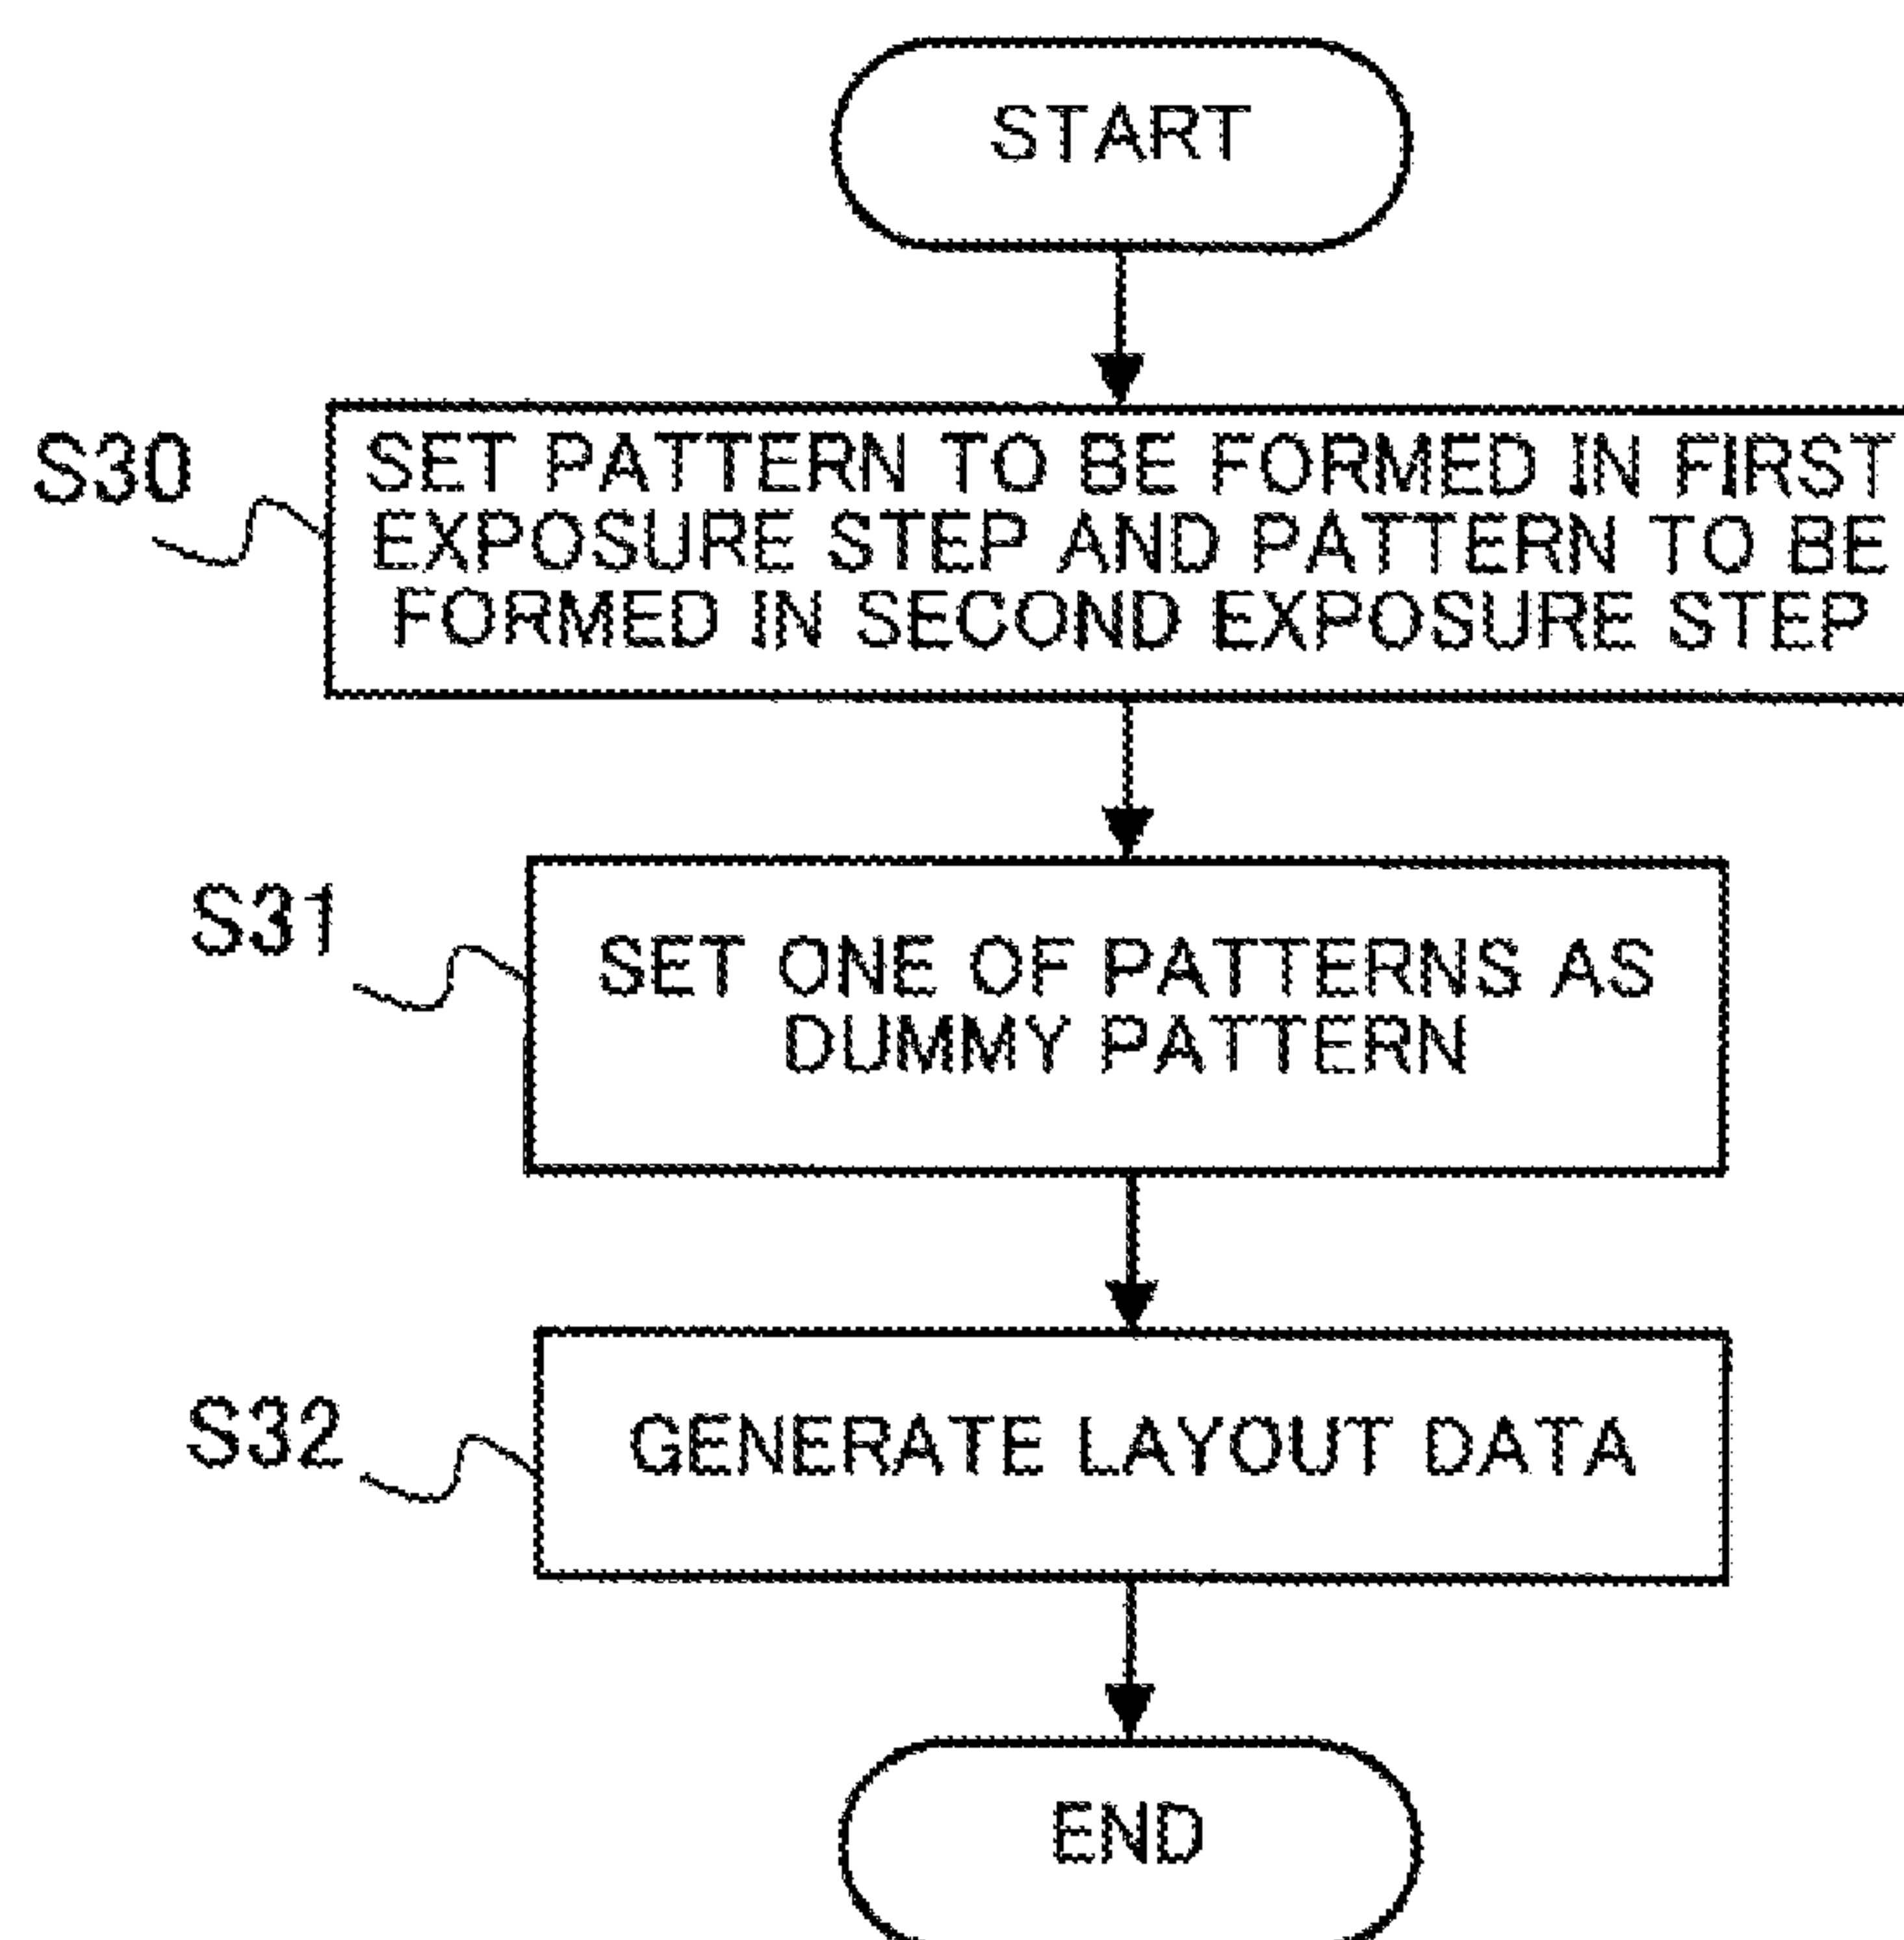 START
S30
SET PATTERN TO BE FORMED IN FIRST
EXPOSURE STEP AND PATTERN TO BE
FORMED IN SECOND EXPOSURE STEP
S31
SET ONE OF PATTERNS AS
DUMMY PATTERN
S32
GENERATE LAYOUT DATA
END